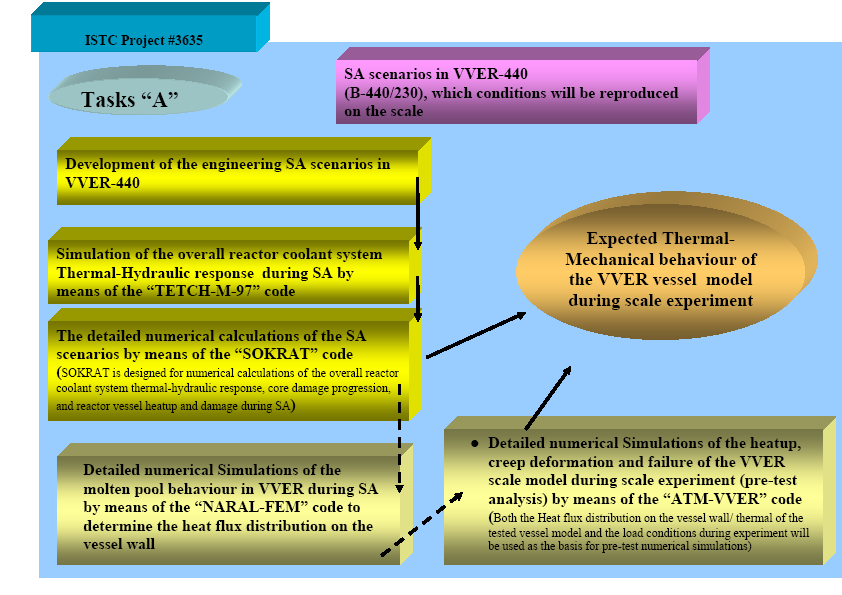 ISTC Project #3635
Tasks “A”
SA scenarios in VVER-440
(B-440/230), which conditions will be reproduced
on the scale
Development of the engineering SA scenarios in
VVER-440
Simulation of the overall reactor coolant system
Thermal-Hydraulic response during SA by
means of the “TETCH-M-97” code
The detailed numerical calculations of the SA
scenarios by means of the “SOKRAT” code
(SOKRAT is designed for numerical calculations of the overall reactor
coolant system thermal-hydraulic response, core damage progression,
and reactor vessel heatup and damage during SA)
Expected Thermal-
Mechanical behaviour of
the VVER vessel model
during scale experiment
Detailed numerical Simulations of the
molten pool behaviour in VVER during SA
by means of the “NARAL-FEM” code to
determine the heat flux distribution on the
vessel wall
● Detailed numerical Simulations of the heatup,
creep deformation and failure of the VVER
scale model during scale experiment (pre-test
analysis) by means of the “ATM-VVER” code
(Both the Heat flux distribution on the vessel wall/ thermal of the
tested vessel model and the load conditions during experiment will
be used as the basis for pre-test numerical simulations)